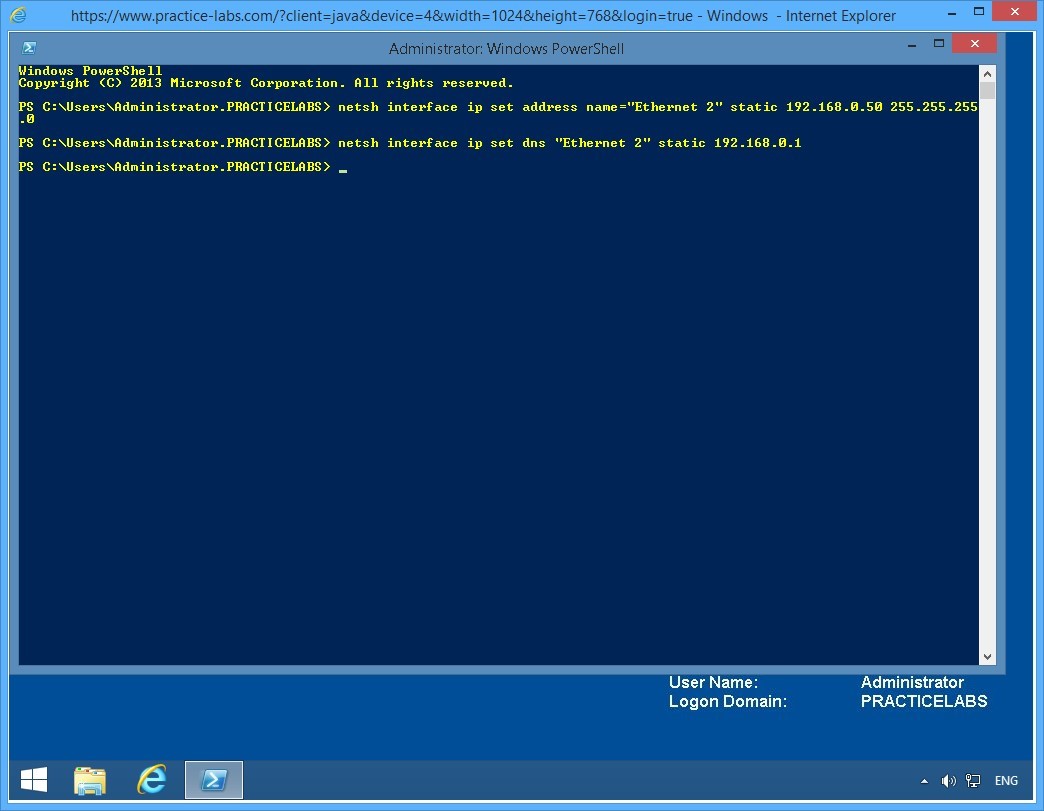 https://www.practice-labs.com/?client=java&device=4&width=1024&height=768&login=true - Windows - Internet Explorer
Administrator: Windows PowerShell
Windows PowerShell
Copyright (C) 2013 Microsoft Corporation. All rights reserved.
PS C:\Users\Administrator.PRACTICELABS> netsh interface ip set address name="Ethernet 2" static 192.168.0.50 255.255.255
.0
PS C:\Users\Administrator.PRACTICELABS> netsh interface ip set dns "Ethernet 2" static 192.168.0.1
PS C:\Users\Administrator.PRACTICELABS> _
User Name: Administrator
Logon Domain: PRACTICELABS
ENG